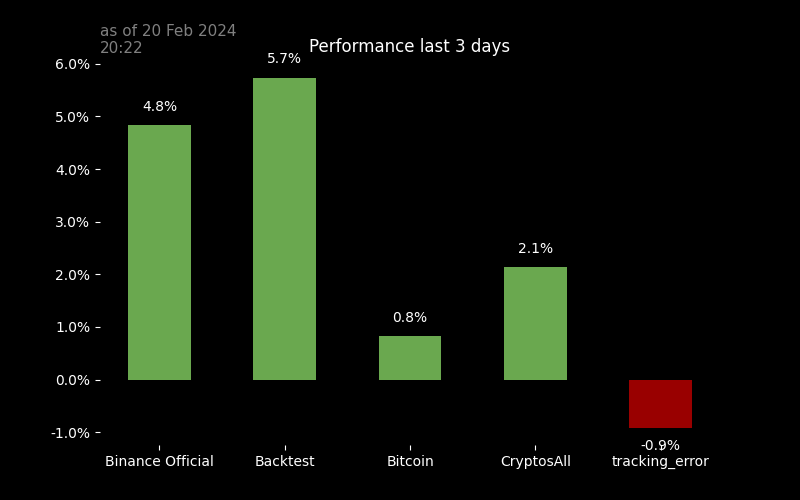 as of 20 Feb 2024
20:22
Performance last 3 days
6.0%
5.0%
4.0%
3.0%
2.0%
1.0%
0.0%
-1.0%
4.8%
5.7%
0.8%
2.1%
-0.9%
Binance Official
Backtest
Bitcoin
CryptosAll
tracking_error